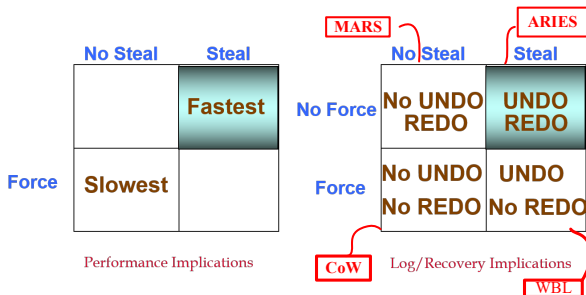 MARS
ARIES
No Steal Steal
No Steal Steal
Fastest
No Force
No UNDO
REDO
UNDO
REDO
Force
Slowest
Force
No UNDO
No REDO
UNDO
No REDO
Performance Implications
CoW
Log/Recovery Implications
WBL